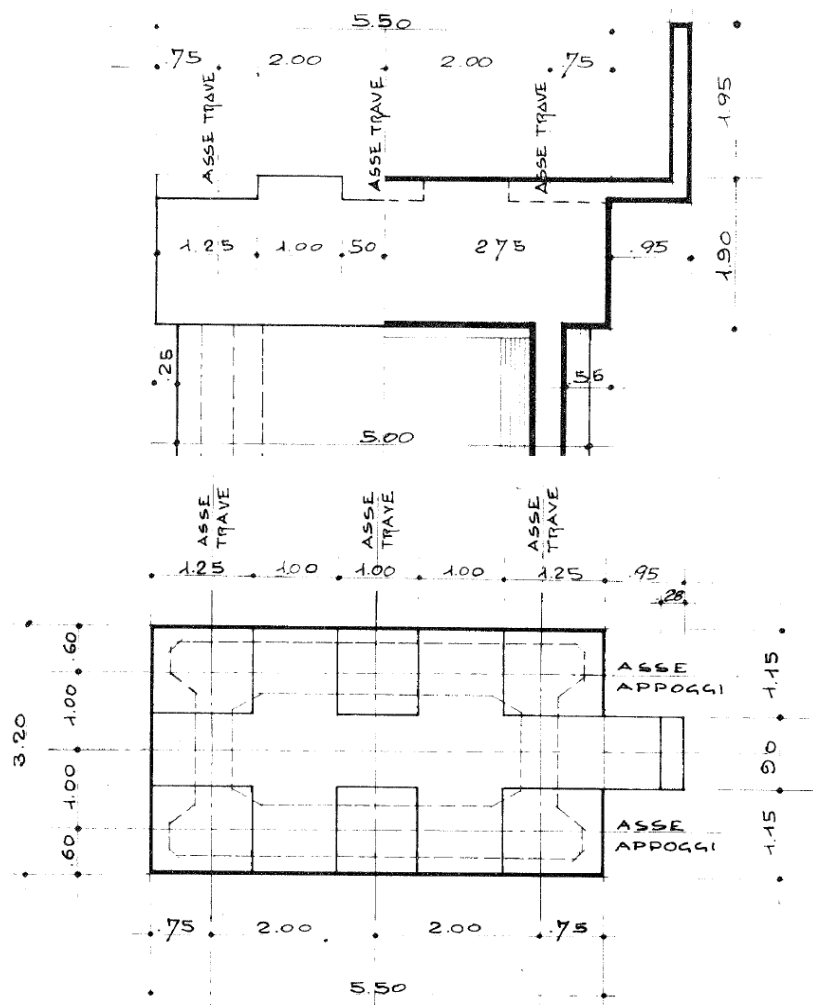 5.50
.75 2.00 2.00 .75
ASSE TRAVE
ASSE TRAVE
ASSE TRAVE
1.95
1.25 1.00 .50 275 .95
1.90
.25
.55
5.00
ASSE
TRAVE
ASSE
TRAVE
ASSE
TRAVE
1.25 1.00 1.00 1.00 1.25 .95
.28
3.20
.60
1.00
1.00
.60
ASSE
APPOGGI
ASSE
APPOGGI
1.15
90
1.15
.75 2.00 2.00 .75
5.50